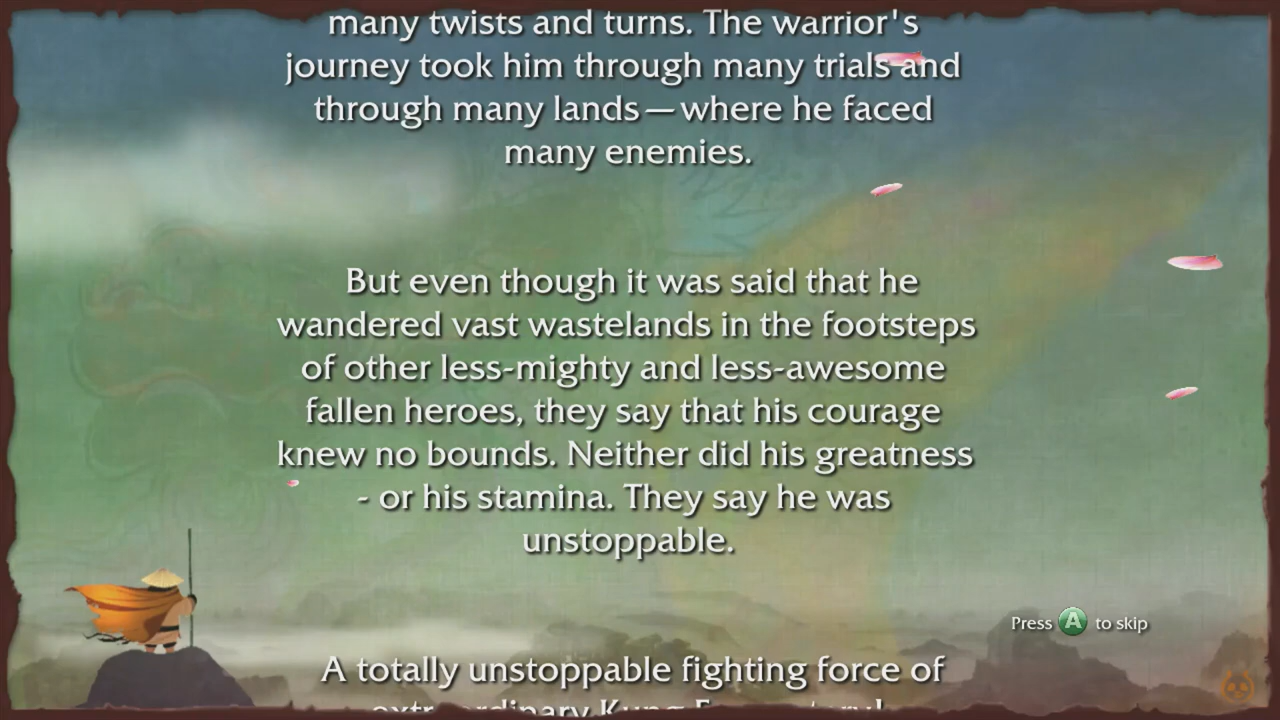 many twists and turns. The warrior's
journey took him through many trials and
through many lands — where he faced
many enemies.
But even though it was said that he
wandered vast wastelands in the footsteps
of other less-mighty and less-awesome
fallen heroes, they say that his courage
knew no bounds. Neither did his greatness
- or his stamina. They say he was
unstoppable.
Press A to skip
A totally unstoppable fighting force of
extraordinary Kung